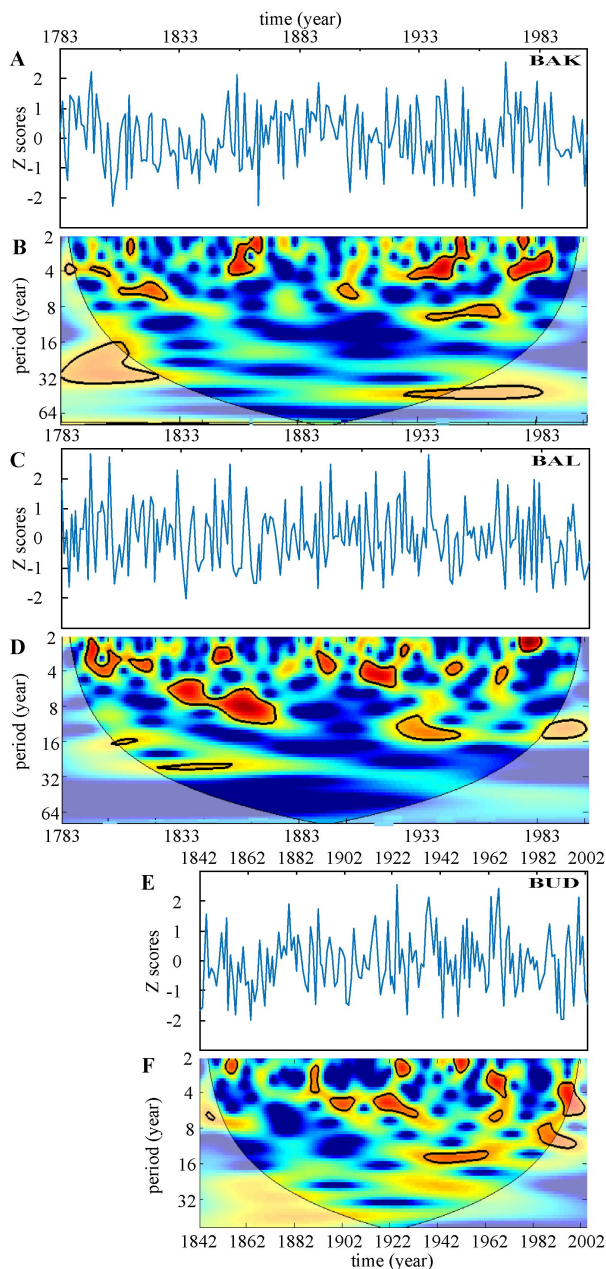 time (year)
1783 1833 1883 1933 1983
A
BAK
Z scores
2
1
0
-1
-2
B
period (year)
2
4
8
16
32
64
1783 1833 1883 1933 1983
C
BAL
Z scores
2
1
0
-1
-2
D
period (year)
2
4
8
16
32
64
1783 1833 1883 1933 1983
1842 1862 1882 1902 1922 1942 1962 1982 2002
E
BUD
Z scores
2
1
0
-1
-2
F
period (year)
2
4
8
16
32
1842 1862 1882 1902 1922 1942 1962 1982 2002
time (year)